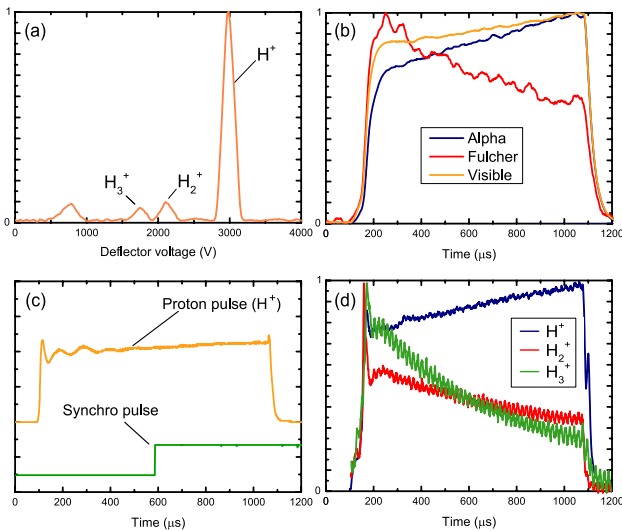 (a)
1
0
H⁺
H₃⁺
H₂⁺
0 1000 2000 3000 4000
Deflector voltage (V)
(b)
1
0
Alpha
Fulcher
Visible
0 200 400 600 800 1000 1200
Time (μs)
(c)
Proton pulse (H⁺)
Synchro pulse
0 200 400 600 800 1000 1200
Time (μs)
(d)
1
0
H⁺
H₂⁺
H₃⁺
0 200 400 600 800 1000 1200
Time (μs)